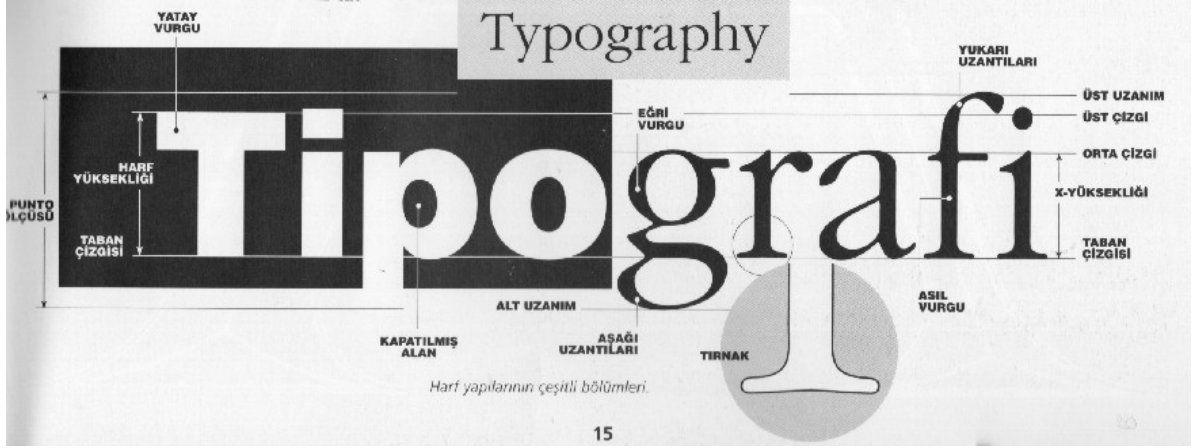 Typography
YATAY
VURGU
YUKARI
UZANTILARI
ÜST UZANIM
ÜST ÇİZGİ
EĞRİ
VURGU
Tipografi
ORTA ÇİZGİ
HARF
YÜKSEKLİĞİ
X-YÜKSEKLİĞİ
PUNTO
ÖLÇÜSÜ
TABAN
ÇİZGİSİ
TABAN
ÇİZGİSİ
ALT UZANIM
ASIL
VURGU
KAPATILMIŞ
ALAN
AŞAĞI
UZANTILARI
TIRNAK
Harf yapılarının çeşitli bölümleri.
15